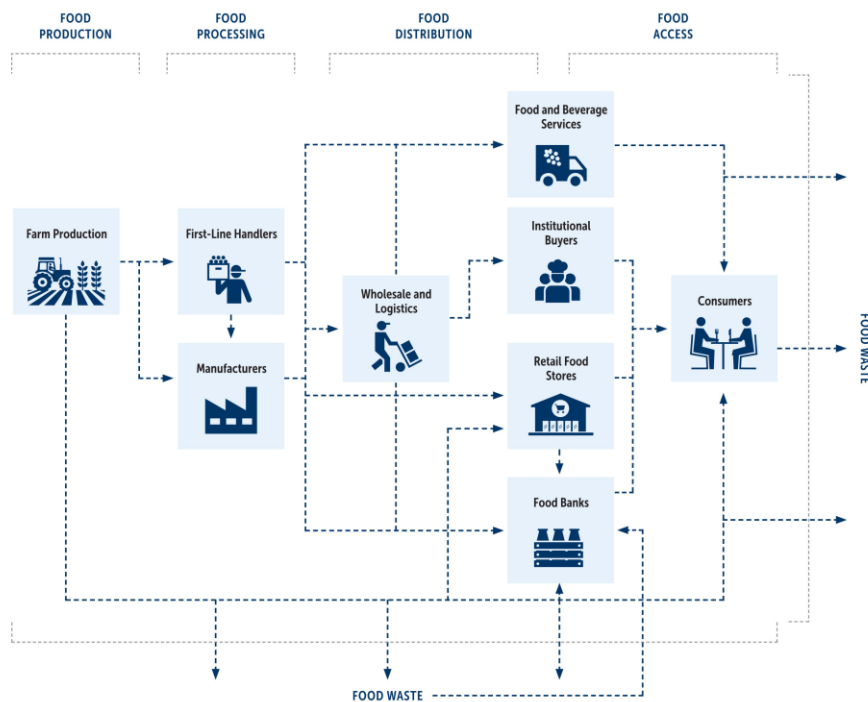 FOOD
PRODUCTION
FOOD
PROCESSING
FOOD
DISTRIBUTION
FOOD
ACCESS
Food and Beverage
Services
Farm Production
First-Line Handlers
Institutional
Buyers
Wholesale and
Logistics
Consumers
Manufacturers
Retail Food
Stores
Food Banks
FOOD WASTE
FOOD WASTE